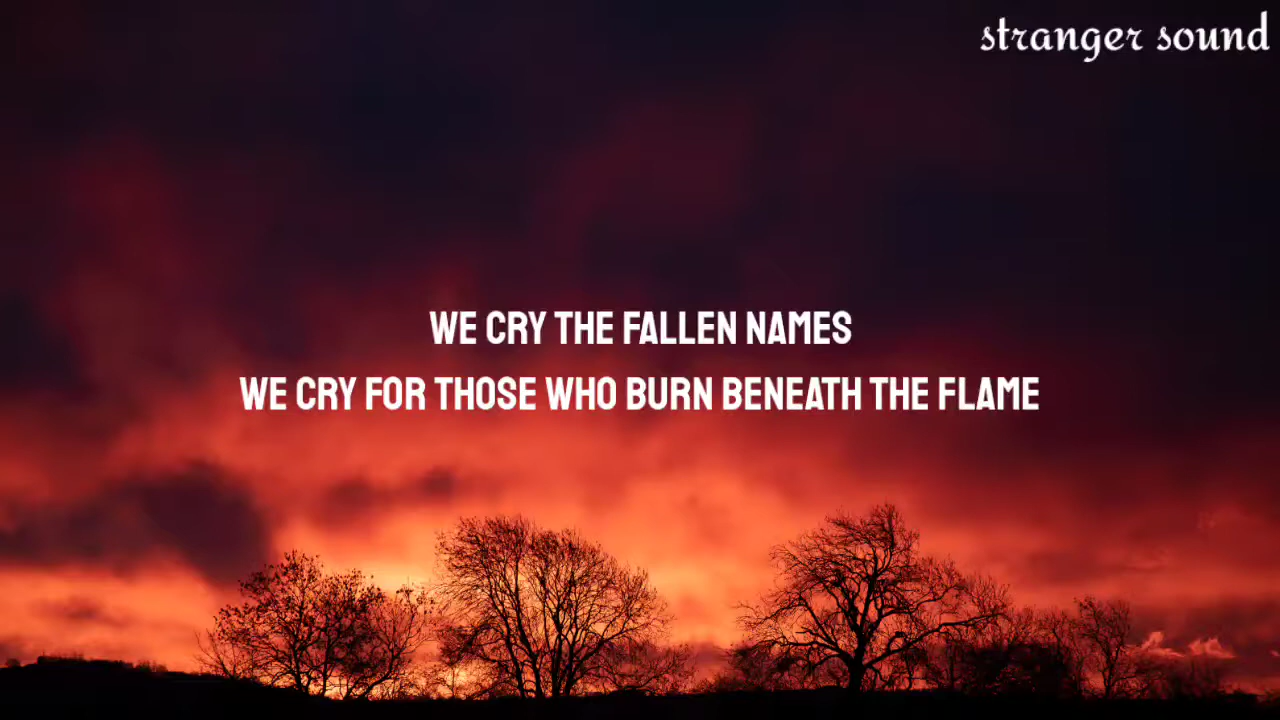 stranger sound
WE CRY THE FALLEN NAMES
WE CRY FOR THOSE WHO BURN BENEATH THE FLAME